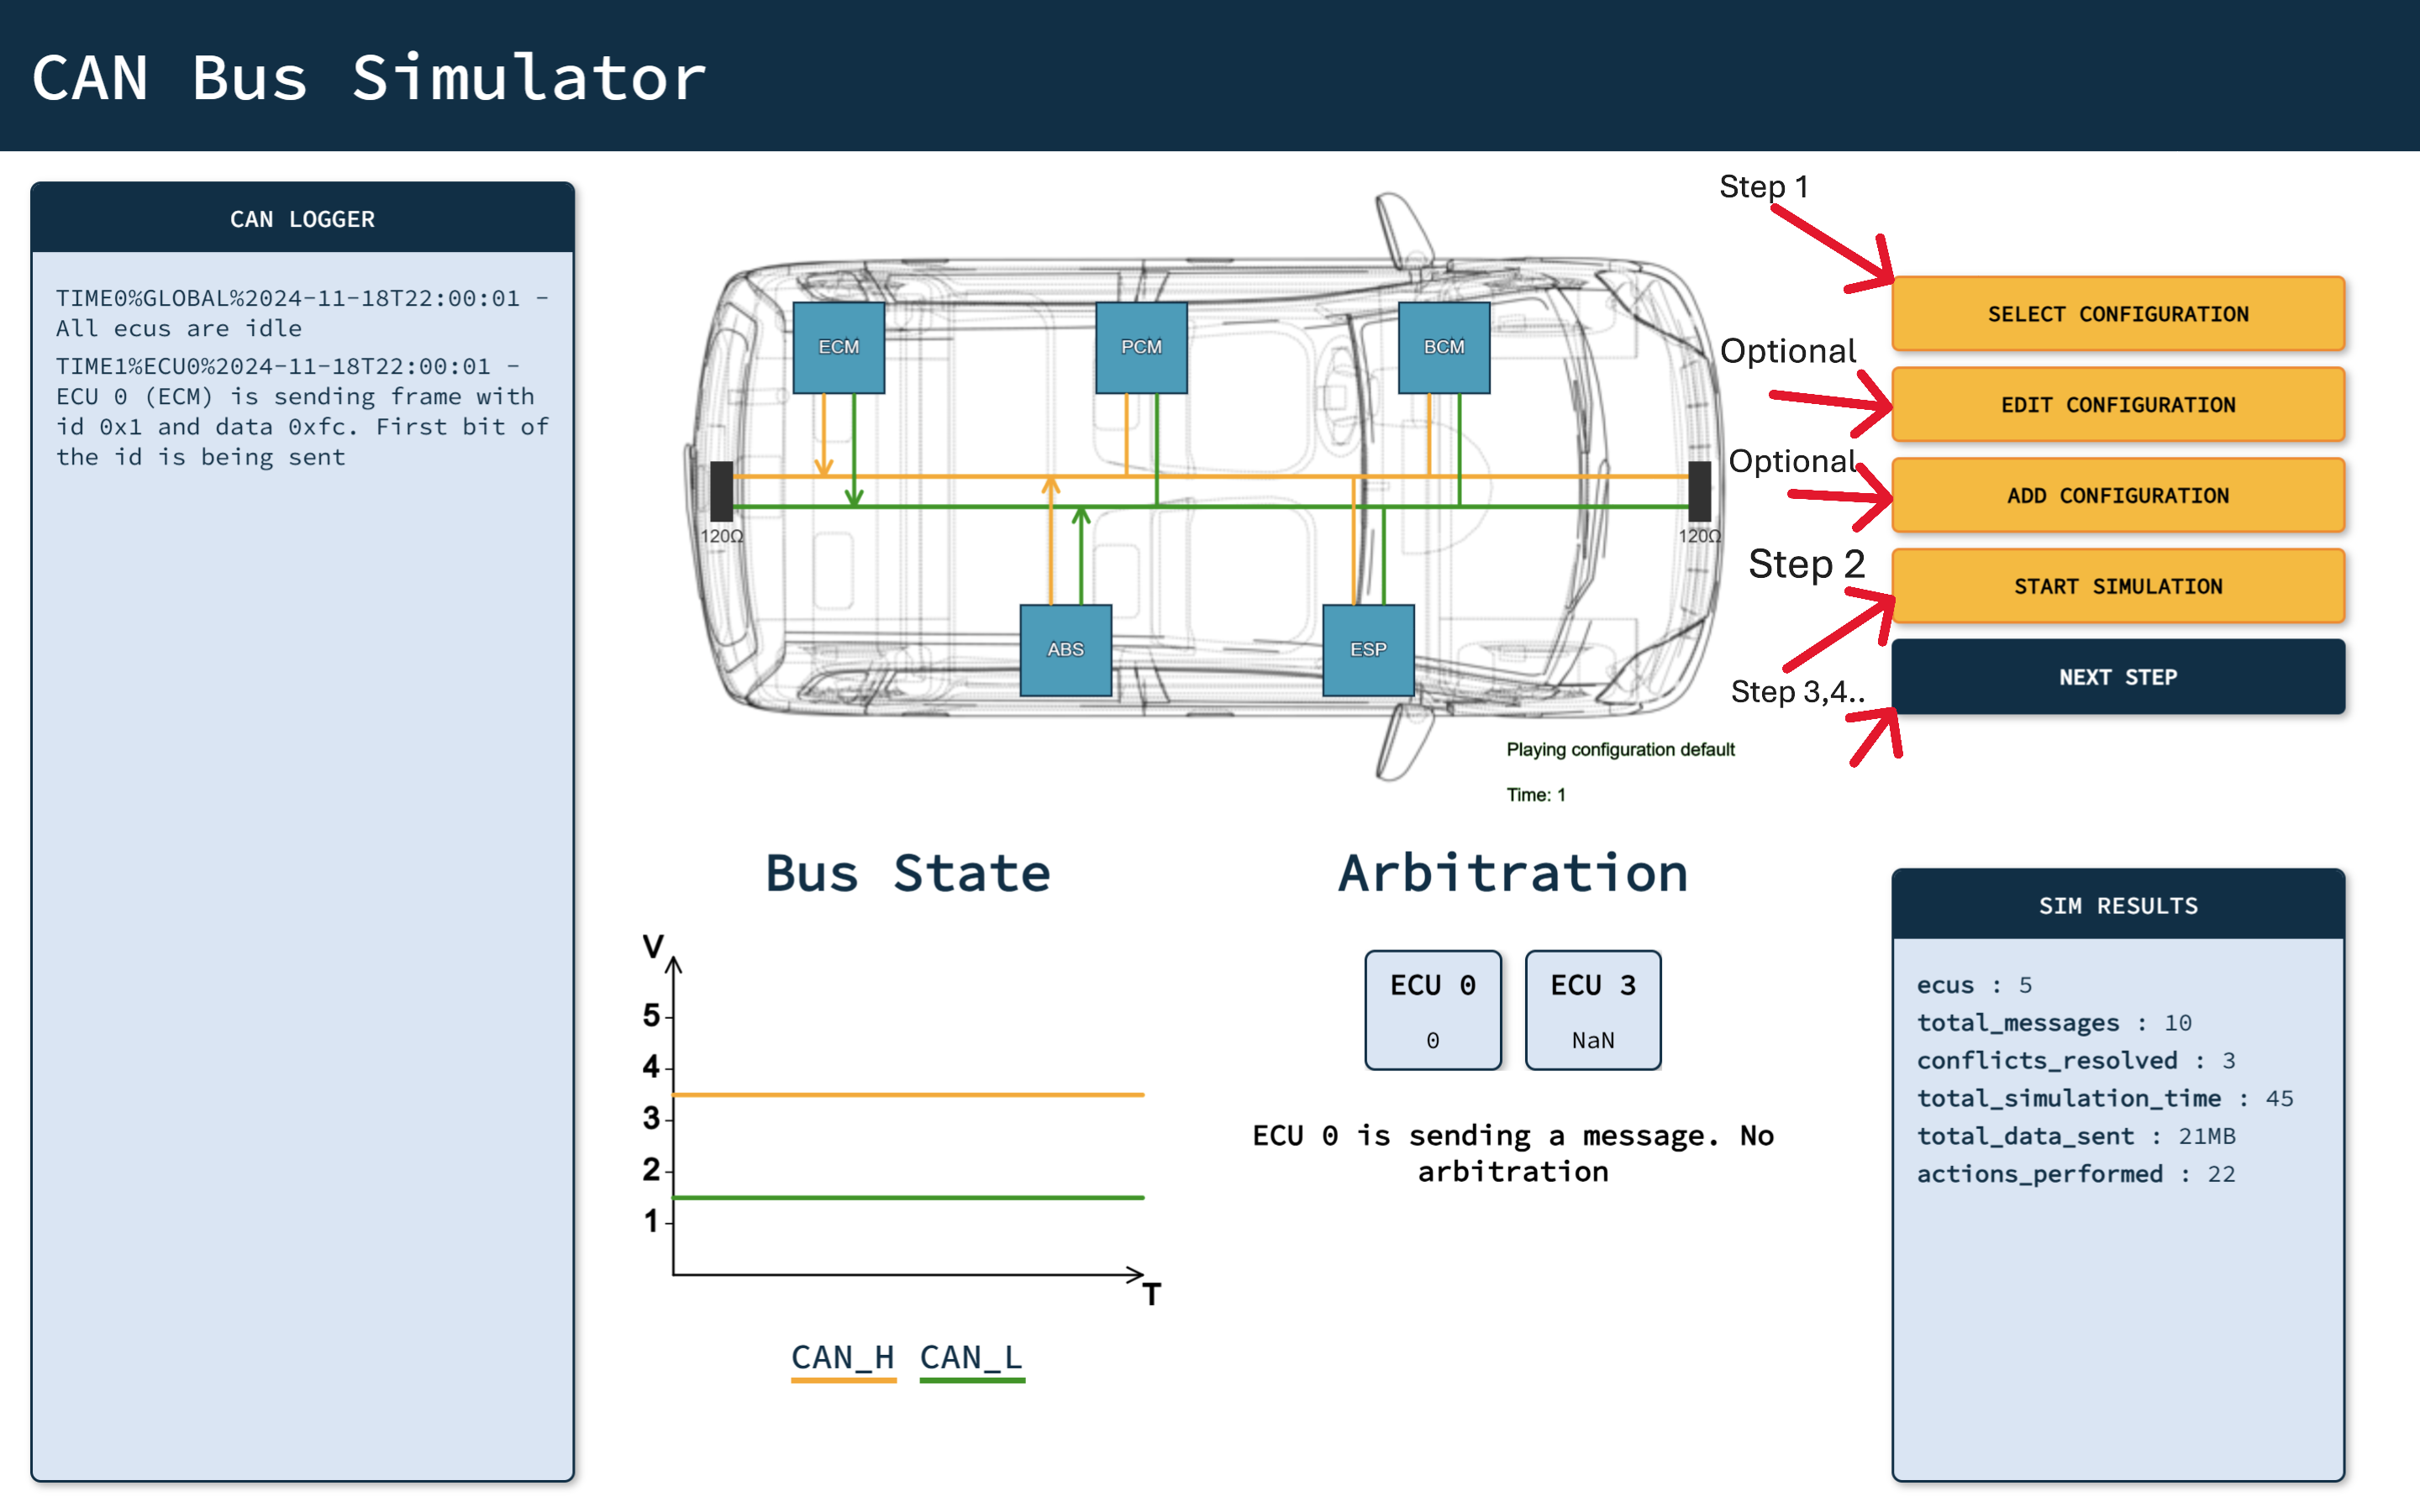 CAN Bus Simulator
CAN LOGGER
TIME0%GLOBAL%2024-11-18T22:00:01 -
All ecus are idle
TIME1%ECU0%2024-11-18T22:00:01 -
ECU 0 (ECM) is sending frame with
id 0x1 and data 0xfc. First bit of
the id is being sent
ECM
PCM
BCM
120Ω
120Ω
ABS
ESP
Playing configuration default
Time: 1
Step 1
SELECT CONFIGURATION
Optional
EDIT CONFIGURATION
Optional
ADD CONFIGURATION
Step 2
START SIMULATION
Step 3,4..
NEXT STEP
Bus State
V
5
4
3
2
1
T
CAN_H CAN_L
Arbitration
ECU 0
0
ECU 3
NaN
ECU 0 is sending a message. No
arbitration
SIM RESULTS
ecus : 5
total_messages : 10
conflicts_resolved : 3
total_simulation_time : 45
total_data_sent : 21MB
actions_performed : 22